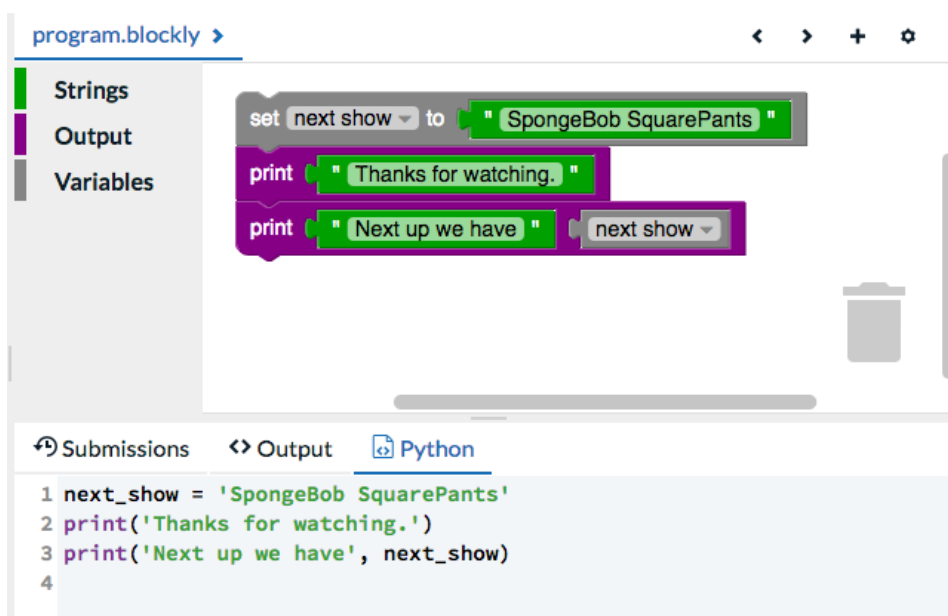 program.blockly
Strings
Output
Variables
set next show to " SpongeBob SquarePants "
print " Thanks for watching. "
print " Next up we have " next show
Submissions <> Output Python
1 next_show = 'SpongeBob SquarePants'
2 print('Thanks for watching.')
3 print('Next up we have', next_show)
4